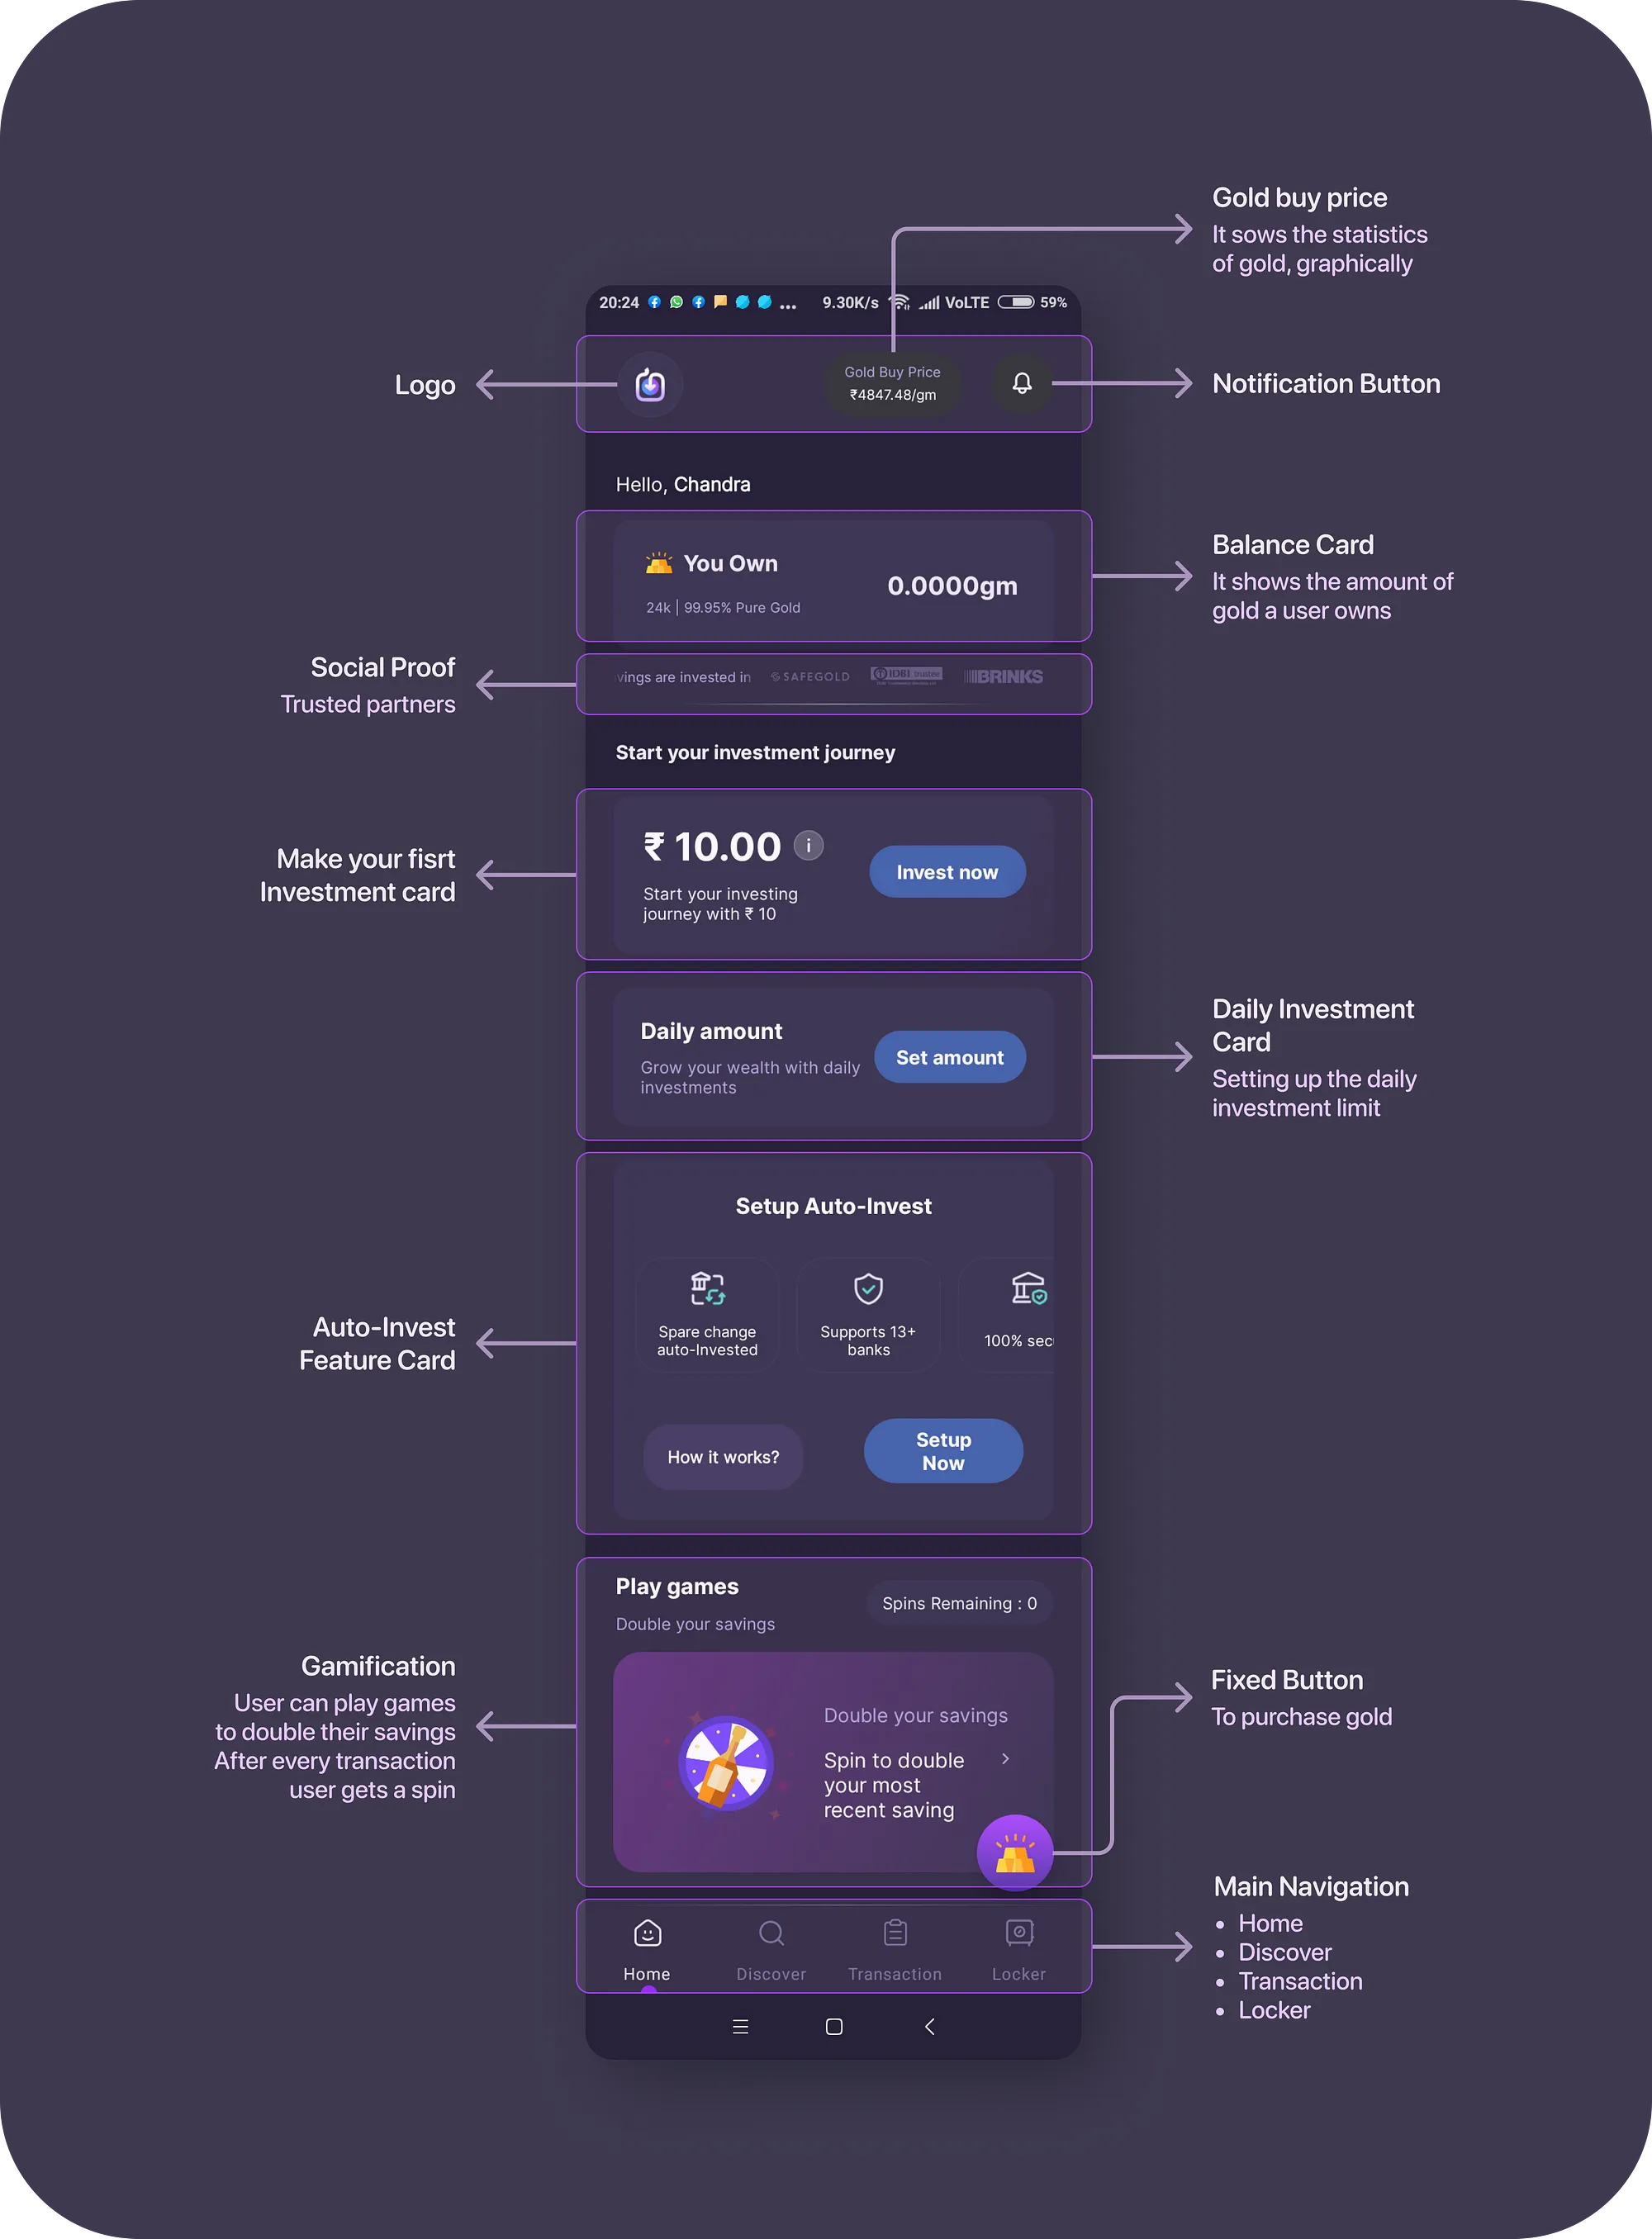 Gold buy price
It sows the statistics
of gold, graphically
20:24
9.30K/s
VoLTE
59%
Logo
Gold Buy Price
₹4847.48/gm
Notification Button
Hello, Chandra
You Own
24k | 99.95% Pure Gold
0.0000gm
Balance Card
It shows the amount of
gold a user owns
Social Proof
Trusted partners
vings are invested in
SAFEGOLD
IDBI trustee
BRINKS
Start your investment journey
Make your fisrt
Investment card
₹ 10.00
i
Start your investing
journey with ₹ 10
Invest now
Daily amount
Grow your wealth with daily
investments
Set amount
Daily Investment
Card
Setting up the daily
investment limit
Auto-Invest
Feature Card
Setup Auto-Invest
Spare change
auto-Invested
Supports 13+
banks
100% secu
How it works?
Setup
Now
Gamification
User can play games
to double their savings
After every transaction
user gets a spin
Play games
Double your savings
Spins Remaining : 0
Double your savings
Spin to double
your most
recent saving
Fixed Button
To purchase gold
Home
Discover
Transaction
Locker
Main Navigation
• Home
• Discover
• Transaction
• Locker